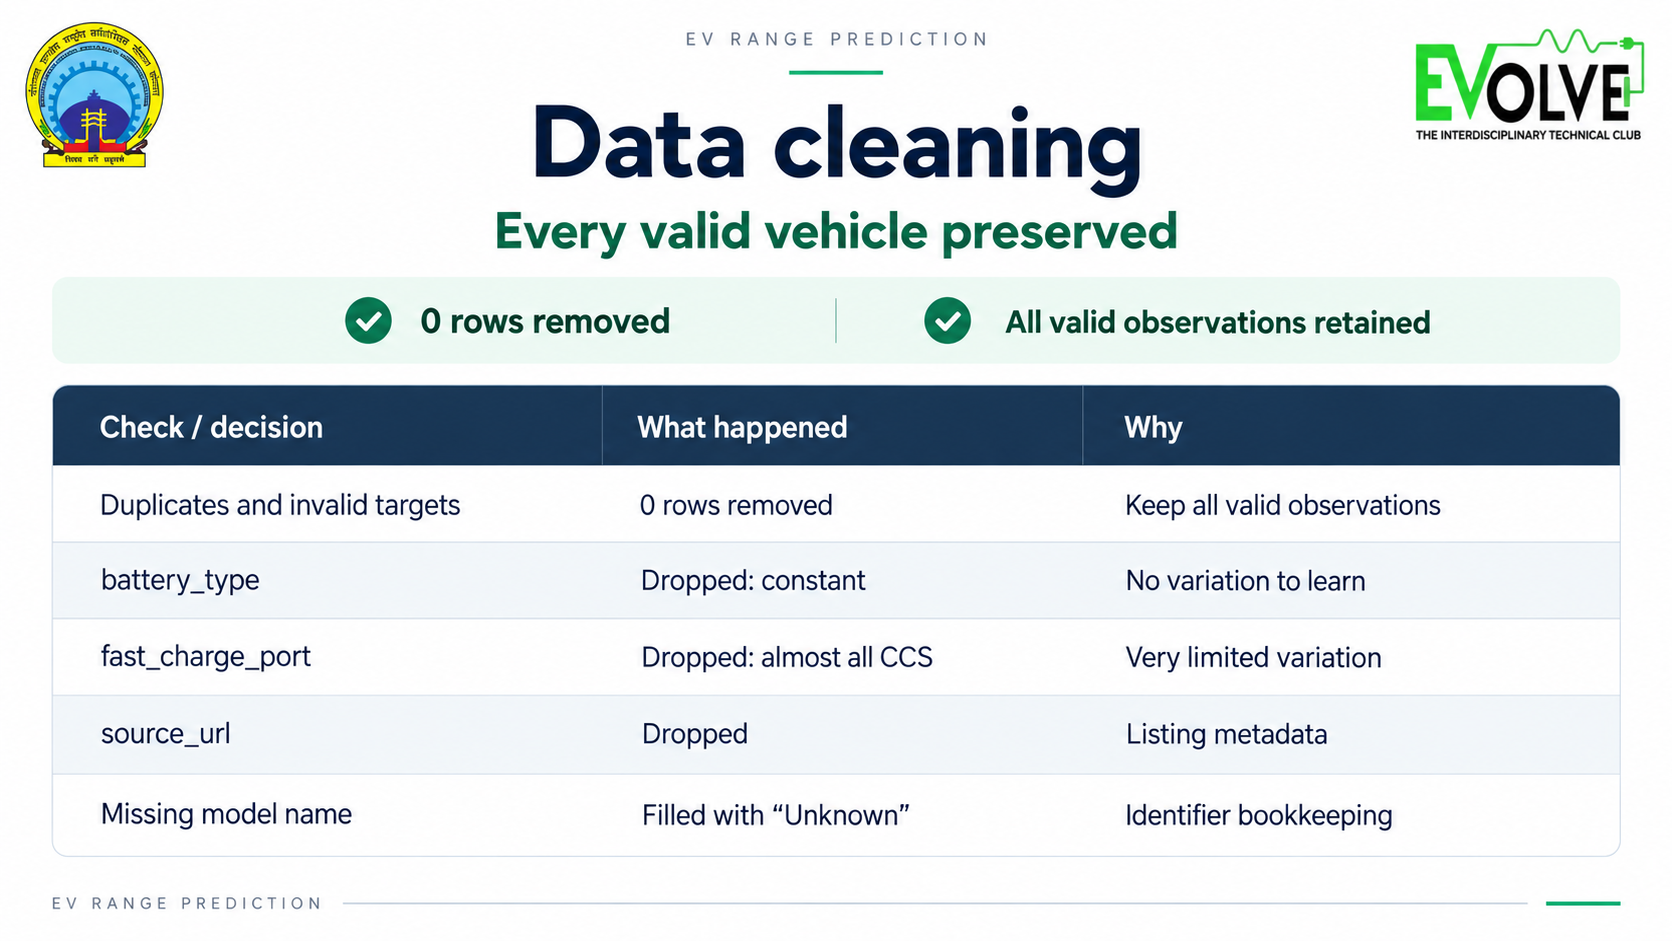 EV RANGE PREDICTION
EVOLVE
THE INTERDISCIPLINARY TECHNICAL CLUB
Data cleaning
Every valid vehicle preserved
0 rows removed
All valid observations retained
Check / decision
What happened
Why
Duplicates and invalid targets
0 rows removed
Keep all valid observations
battery_type
Dropped: constant
No variation to learn
fast_charge_port
Dropped: almost all CCS
Very limited variation
source_url
Dropped
Listing metadata
Missing model name
Filled with “Unknown”
Identifier bookkeeping
EV RANGE PREDICTION